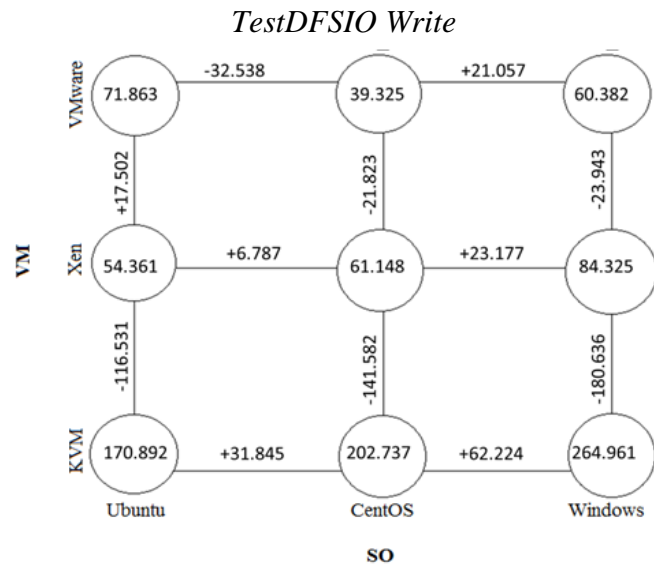 TestDFSIO Write
-32.538 +21.057
VMware 71.863 39.325 60.382
+17.502 -21.823 -23.943
+6.787 +23.177
VM Xen 54.361 61.148 84.325
-116.531 -141.582 -180.636
+31.845 +62.224
KVM 170.892 202.737 264.961
Ubuntu CentOS Windows
SO